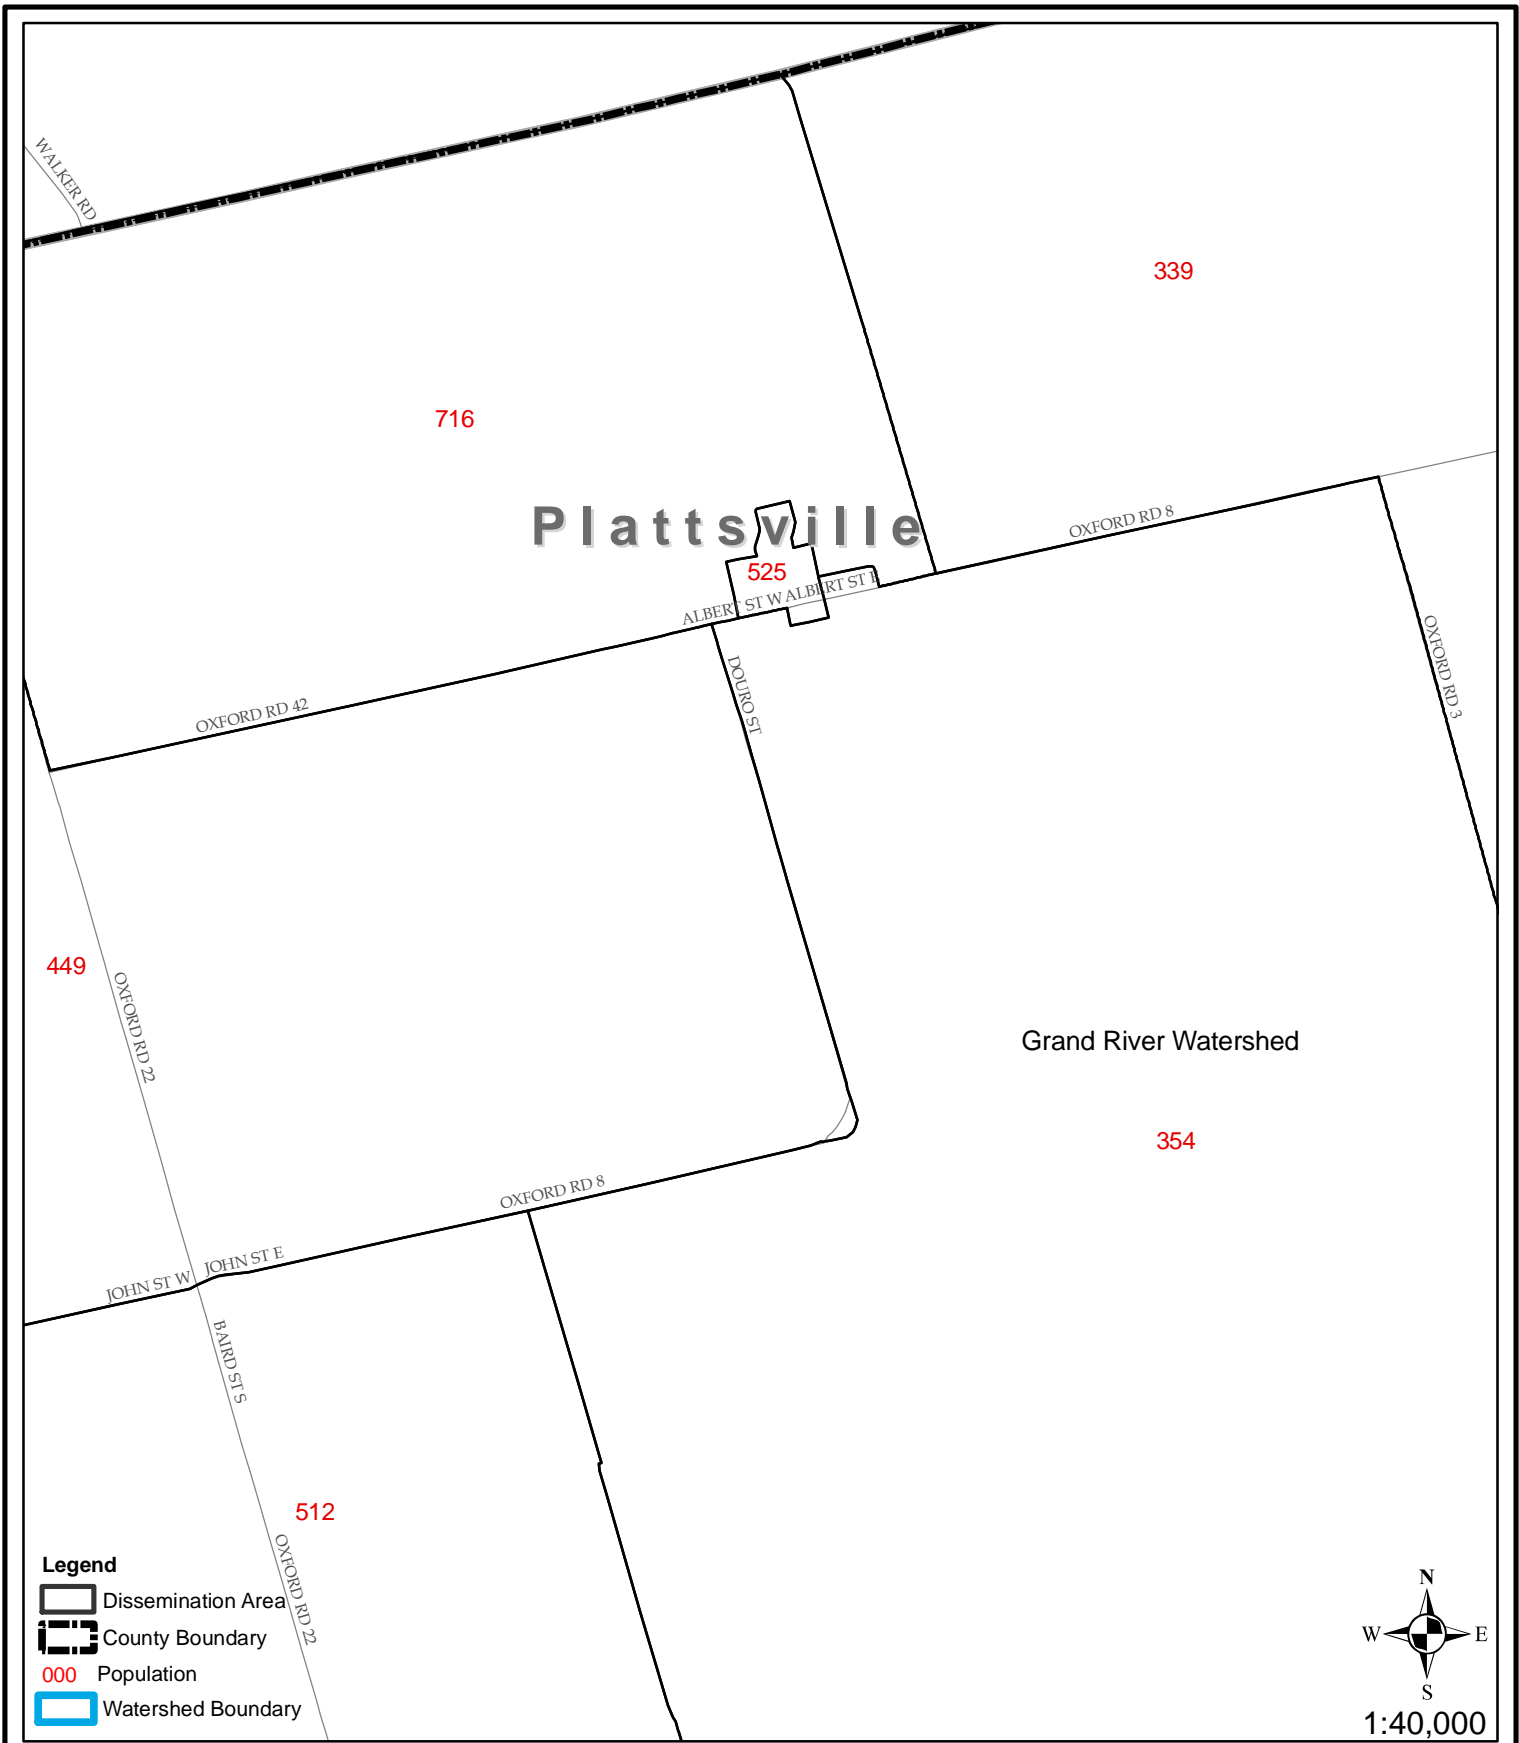 WALKER RD
339
716
Plattsville
OXFORD RD 8
525
ALBERT ST W
ALBERT ST E
OXFORD RD 3
DOURO ST
OXFORD RD 42
449
OXFORD RD 22
Grand River Watershed
354
OXFORD RD 8
JOHN ST E
JOHN ST W
BAIRD ST S
512
OXFORD RD 22
Legend
Dissemination Area
County Boundary
000 Population
Watershed Boundary
N
W E
S
1:40,000